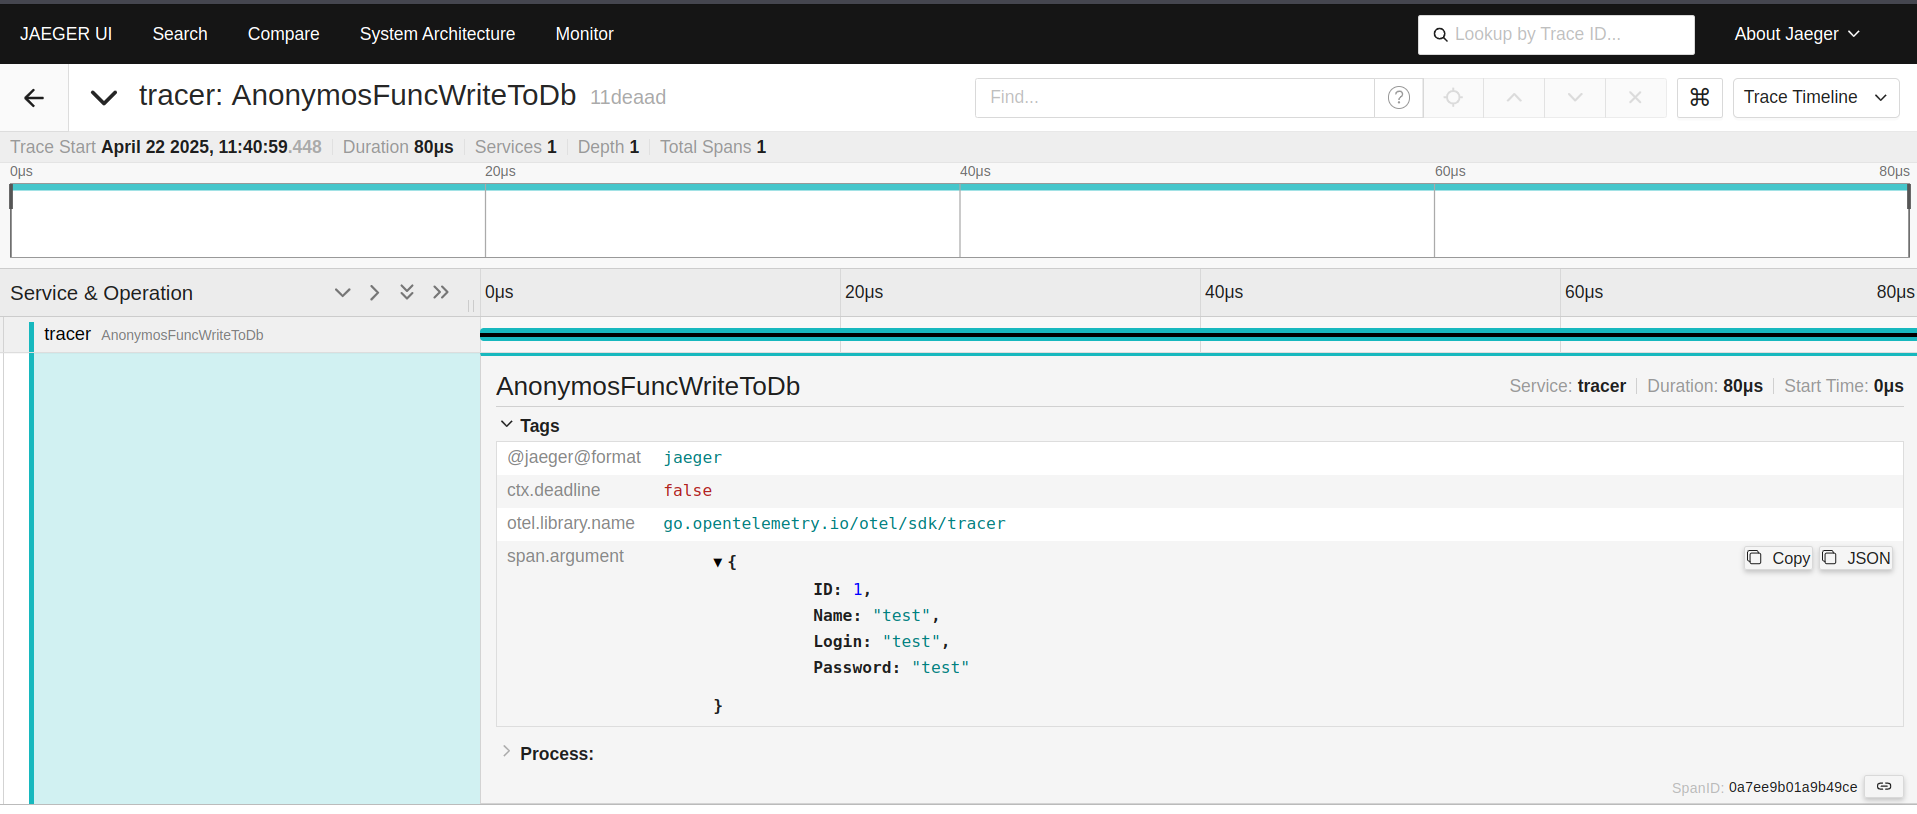 JAEGER UI Search Compare System Architecture Monitor Lookup by Trace ID... About Jaeger
tracer: AnonymosFuncWriteToDb 11deaad Find... ? ⌘ Trace Timeline
Trace Start April 22 2025, 11:40:59.448 Duration 80μs Services 1 Depth 1 Total Spans 1
0μs 20μs 40μs 60μs 80μs
Service & Operation 0μs 20μs 40μs 60μs 80μs
tracer AnonymosFuncWriteToDb
AnonymosFuncWriteToDb Service: tracer Duration: 80μs Start Time: 0μs
Tags
@jaeger@format jaeger
ctx.deadline false
otel.library.name go.opentelemetry.io/otel/sdk/tracer
span.argument {
Copy JSON
ID: 1,
Name: "test",
Login: "test",
Password: "test"
}
Process:
SpanID: 0a7ee9b01a9b49ce